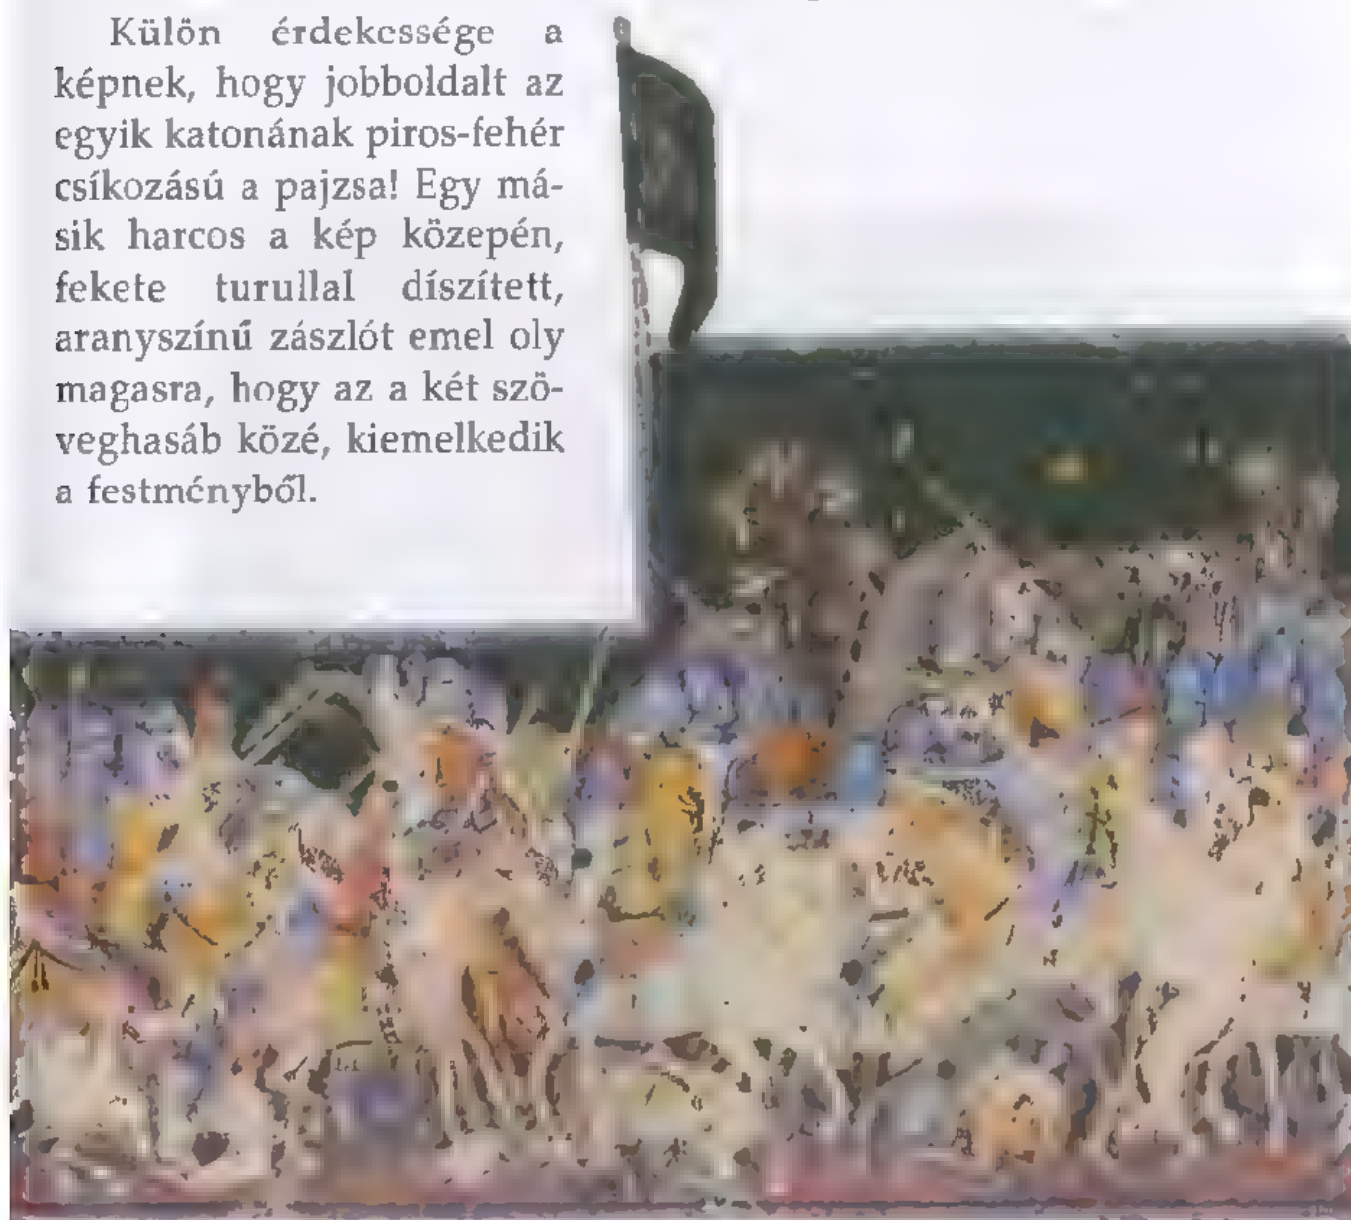 Külön érdekessége a
képnek, hogy jobboldalt az
egyik katonának piros-fehér
csíkozású a pajzsa! Egy má-
sik harcos a kép közepén,
fekete turullal díszített,
aranyszínű zászlót emel oly
magasra, hogy az a két szö-
veghasáb közé, kiemelkedik
a festményből.